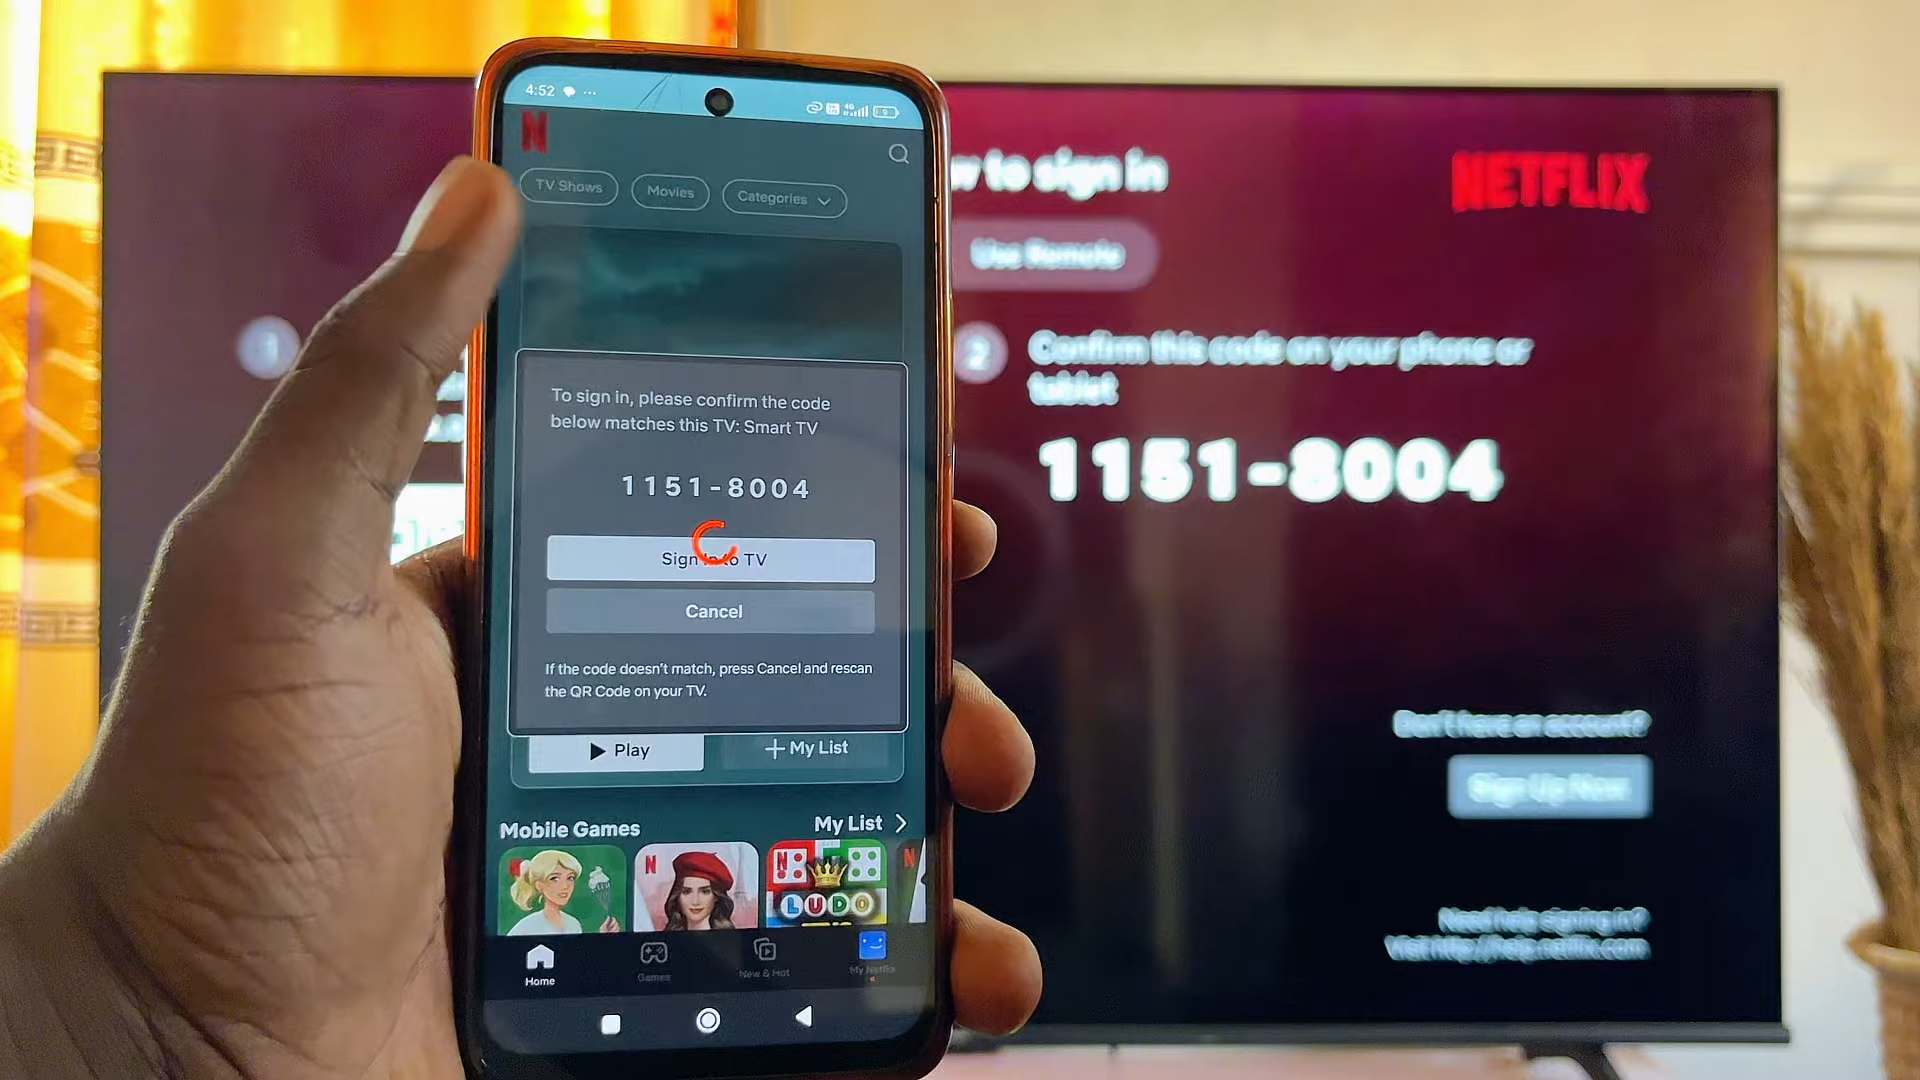 4:52
4G
N
TV Shows
Movies
Categories
To sign in, please confirm the code
below matches this TV: Smart TV
1151-8004
Sign to TV
Cancel
If the code doesn't match, press Cancel and rescan
the QR Code on your TV.
Play
My List
Mobile Games
My List
N
N
N
N
LUDO
Home
Games
New & Hot
My Netflix
w to sign in
NETFLIX
Use Remote
1
2
Confirm this code on your phone or
tablet
1151-8004
Don't have an account?
Sign Up Now
Need help signing in?
Visit http://help.netflix.com